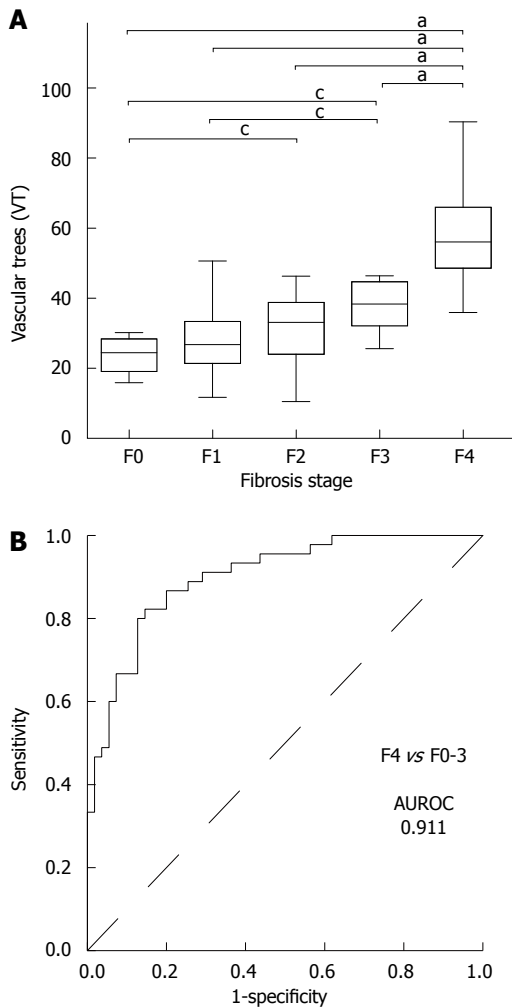 A
a
a
a
a
c
c
c
Vascular trees (VT)
100
80
60
40
20
0
F0 F1 F2 F3 F4
Fibrosis stage
B
Sensitivity
1.0
0.8
0.6
0.4
0.2
0.0
F4 vs F0-3
AUROC
0.911
0.0 0.2 0.4 0.6 0.8 1.0
1-specificity